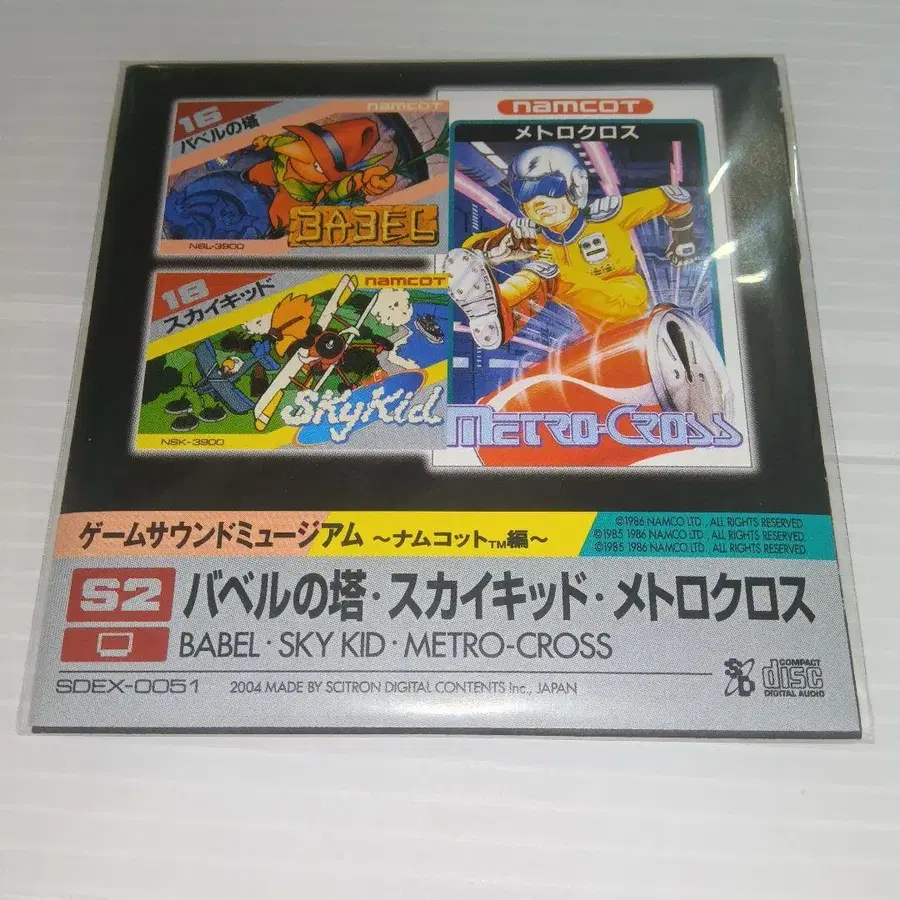 16
バベルの塔
namcot
BABEL
NBL-3900
18
スカイキッド
namcot
SKyKid
NSK-3900
namcot
メトロクロス
METRO-CROSS
ゲームサウンドミュージアム ～ナムコット™編～
©1986 NAMCO LTD., ALL RIGHTS RESERVED
©1985 1986 NAMCO LTD., ALL RIGHTS RESERVED
©1985 1986 NAMCO LTD., ALL RIGHTS RESERVED
S2
バベルの塔・スカイキッド・メトロクロス
BABEL・SKY KID・METRO-CROSS
SDEX-0051
2004 MADE BY SCITRON DIGITAL CONTENTS Inc., JAPAN
SD
COMPACT
disc
DIGITAL AUDIO